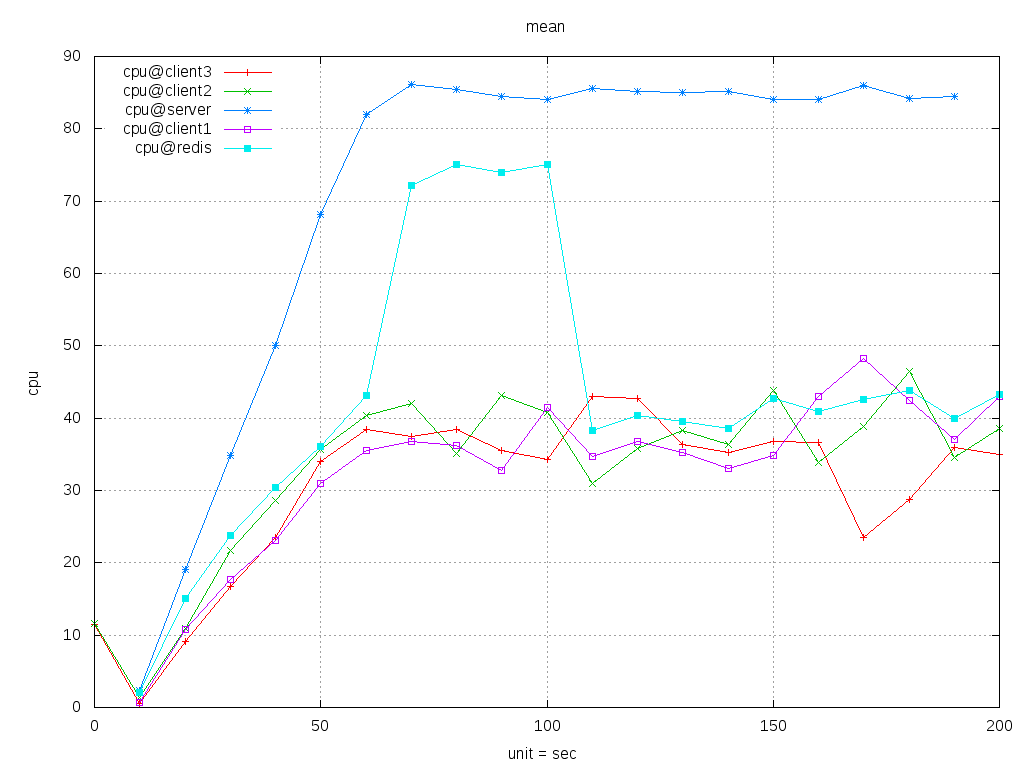 mean
cpu@client3
cpu@client2
cpu@server
cpu@client1
cpu@redis
90
80
70
60
50
40
30
20
10
0
cpu
0 50 100 150 200
unit = sec